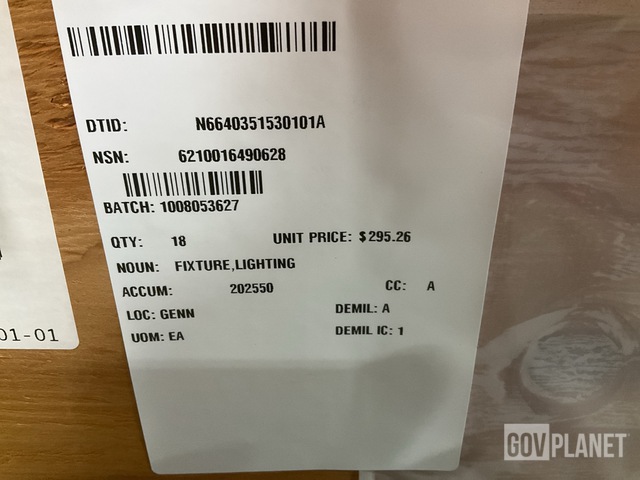 DTID: N6640351530101A
NSN: 6210016490628
BATCH: 1008053627
QTY: 18 UNIT PRICE: $295.26
NOUN: FIXTURE,LIGHTING
ACCUM: 202550 CC: A
LOC: GENN DEMIL: A
UOM: EA DEMIL IC: 1
01-01
GOVPLANET